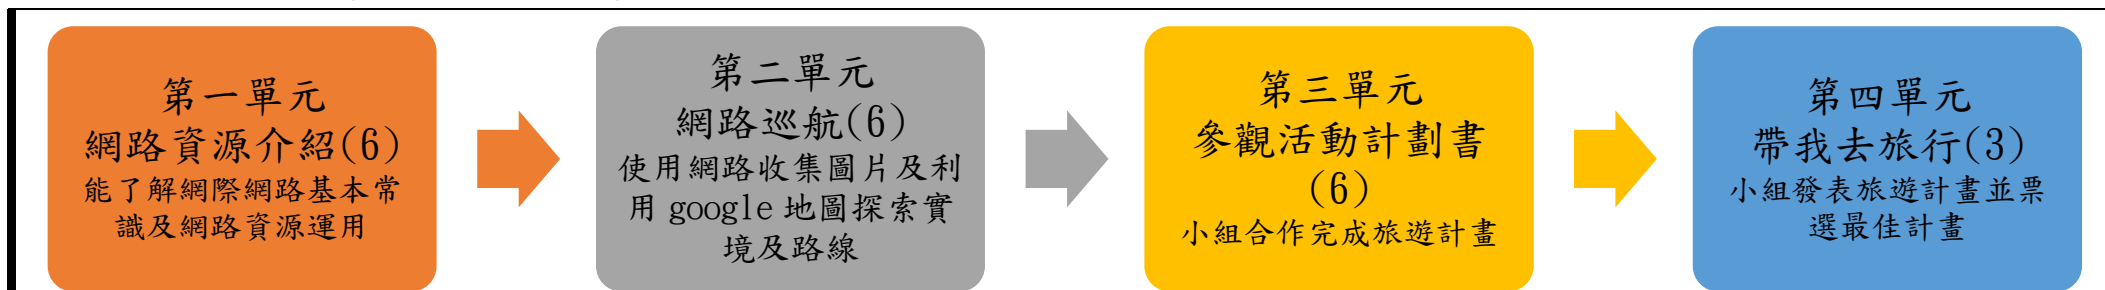 第一單元
網路資源介紹(6)
能了解網際網路基本常
識及網路資源運用
第二單元
網路巡航(6)
使用網路收集圖片及利
用 google 地圖探索實
境及路線
第三單元
參觀活動計劃書
(6)
小組合作完成旅遊計畫
第四單元
帶我去旅行(3)
小組發表旅遊計畫並票
選最佳計畫